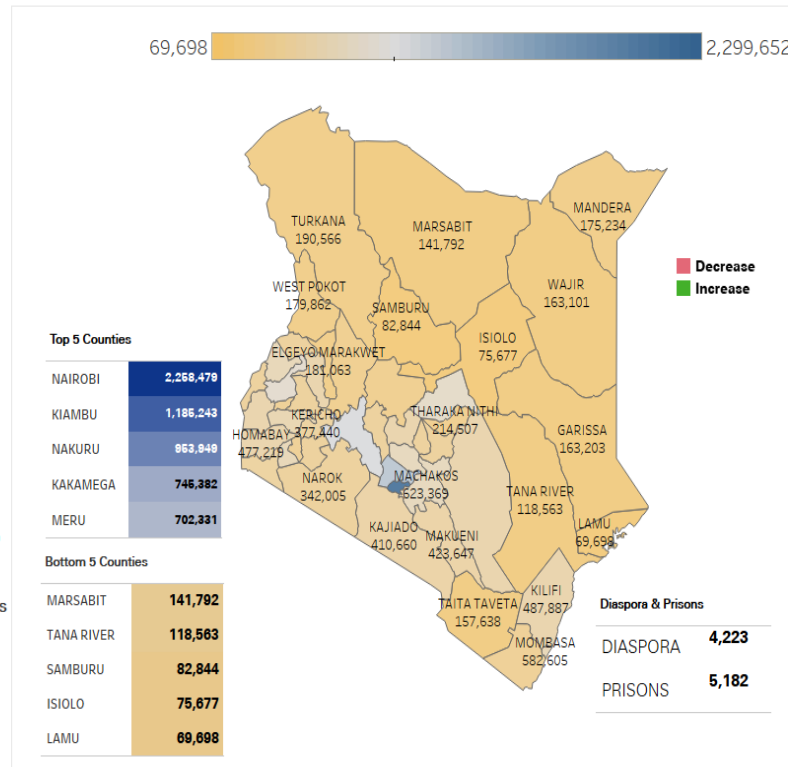 69,698
2,299,652
MANDERA
175,234
TURKANA
190,566
MARSABIT
141,792
Decrease
Increase
WAJIR
163,101
WEST POKOT
179,862
SAMBURU
82,844
ISIOLO
75,677
Top 5 Counties
NAIROBI 2,258,479
KIAMBU 1,185,243
NAKURU 953,949
KAKAMEGA 745,382
MERU 702,331
ELGEYO MARAKWET
181,063
KERICHO
377,440
THARAKA NITHI
214,507
GARISSA
163,203
HOMABAY
477,219
NAROK
342,005
MACHAKOS
623,369
TANA RIVER
118,563
KAJIADO
410,660
MAKUENI
423,647
LAMU
69,698
Bottom 5 Counties
MARSABIT 141,792
TANA RIVER 118,563
SAMBURU 82,844
ISIOLO 75,677
LAMU 69,698
TAITA TAVETA
157,638
KILIFI
487,887
MOMBASA
582,605
Diaspora & Prisons
DIASPORA 4,223
PRISONS 5,182